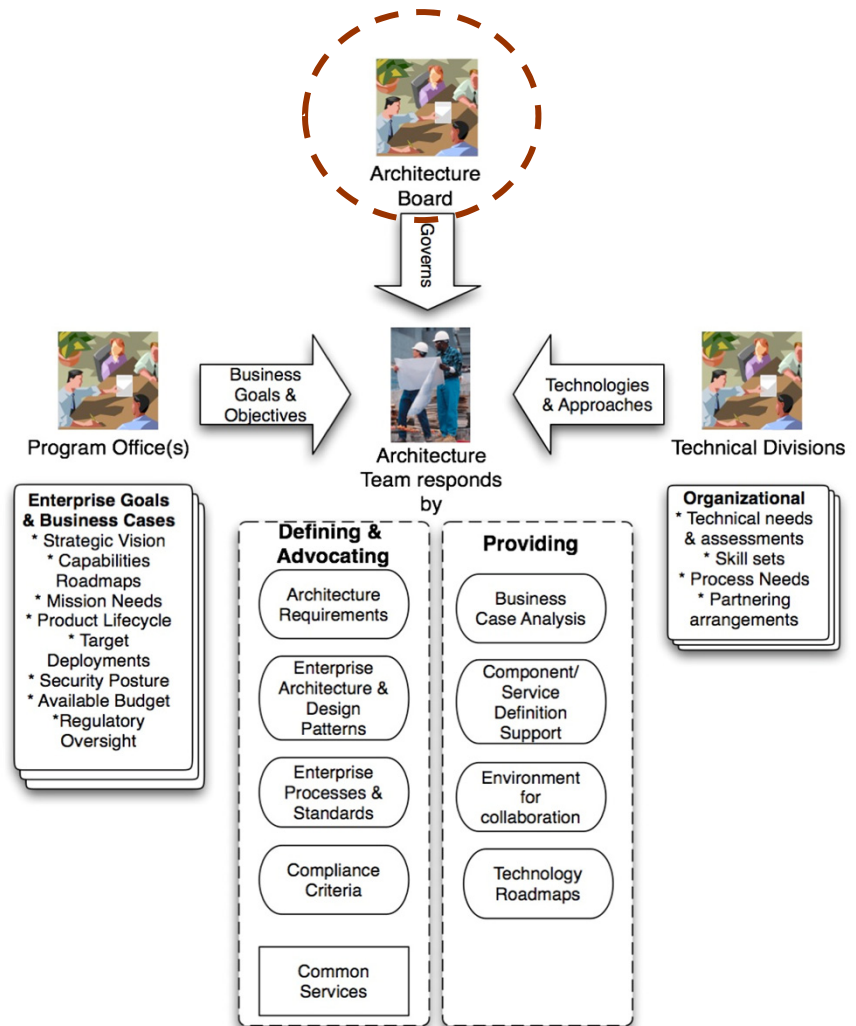 Architecture
Board
Governs
Business
Goals &
Objectives
Technologies
& Approaches
Program Office(s)
Architecture
Team responds
by
Technical Divisions
Enterprise Goals
& Business Cases
* Strategic Vision
* Capabilities
Roadmaps
* Mission Needs
* Product Lifecycle
* Target
Deployments
* Security Posture
* Available Budget
*Regulatory
Oversight
Defining &
Advocating
Architecture
Requirements
Enterprise
Architecture &
Design
Patterns
Enterprise
Processes &
Standards
Compliance
Criteria
Common
Services
Providing
Business
Case Analysis
Component/
Service
Definition
Support
Environment
for
collaboration
Technology
Roadmaps
Organizational
* Technical needs
& assessments
* Skill sets
* Process Needs
* Partnering
arrangements